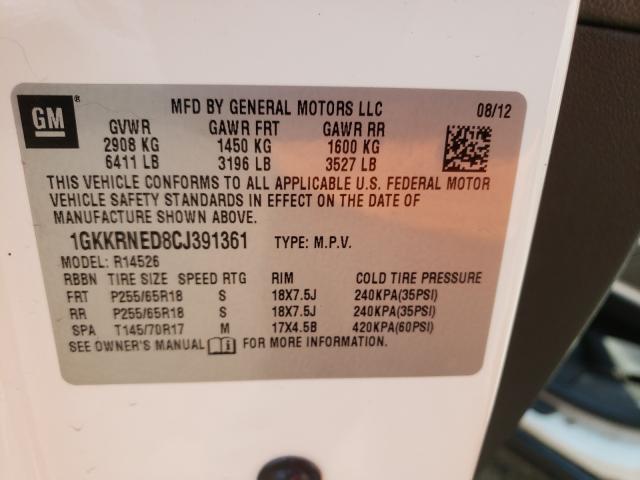 GM ®
MFD BY GENERAL MOTORS LLC 08/12
GVWR GAWR FRT GAWR RR
2908 KG 1450 KG 1600 KG
6411 LB 3196 LB 3527 LB
THIS VEHICLE CONFORMS TO ALL APPLICABLE U.S. FEDERAL MOTOR
VEHICLE SAFETY STANDARDS IN EFFECT ON THE DATE OF
MANUFACTURE SHOWN ABOVE.
1GKKRNED8CJ391361 TYPE: M.P.V.
MODEL: R14526
RBBN TIRE SIZE SPEED RTG RIM COLD TIRE PRESSURE
FRT P255/65R18 S 18X7.5J 240KPA(35PSI)
RR P255/65R18 S 18X7.5J 240KPA(35PSI)
SPA T145/70R17 M 17X4.5B 420KPA(60PSI)
SEE OWNER'S MANUAL i FOR MORE INFORMATION.